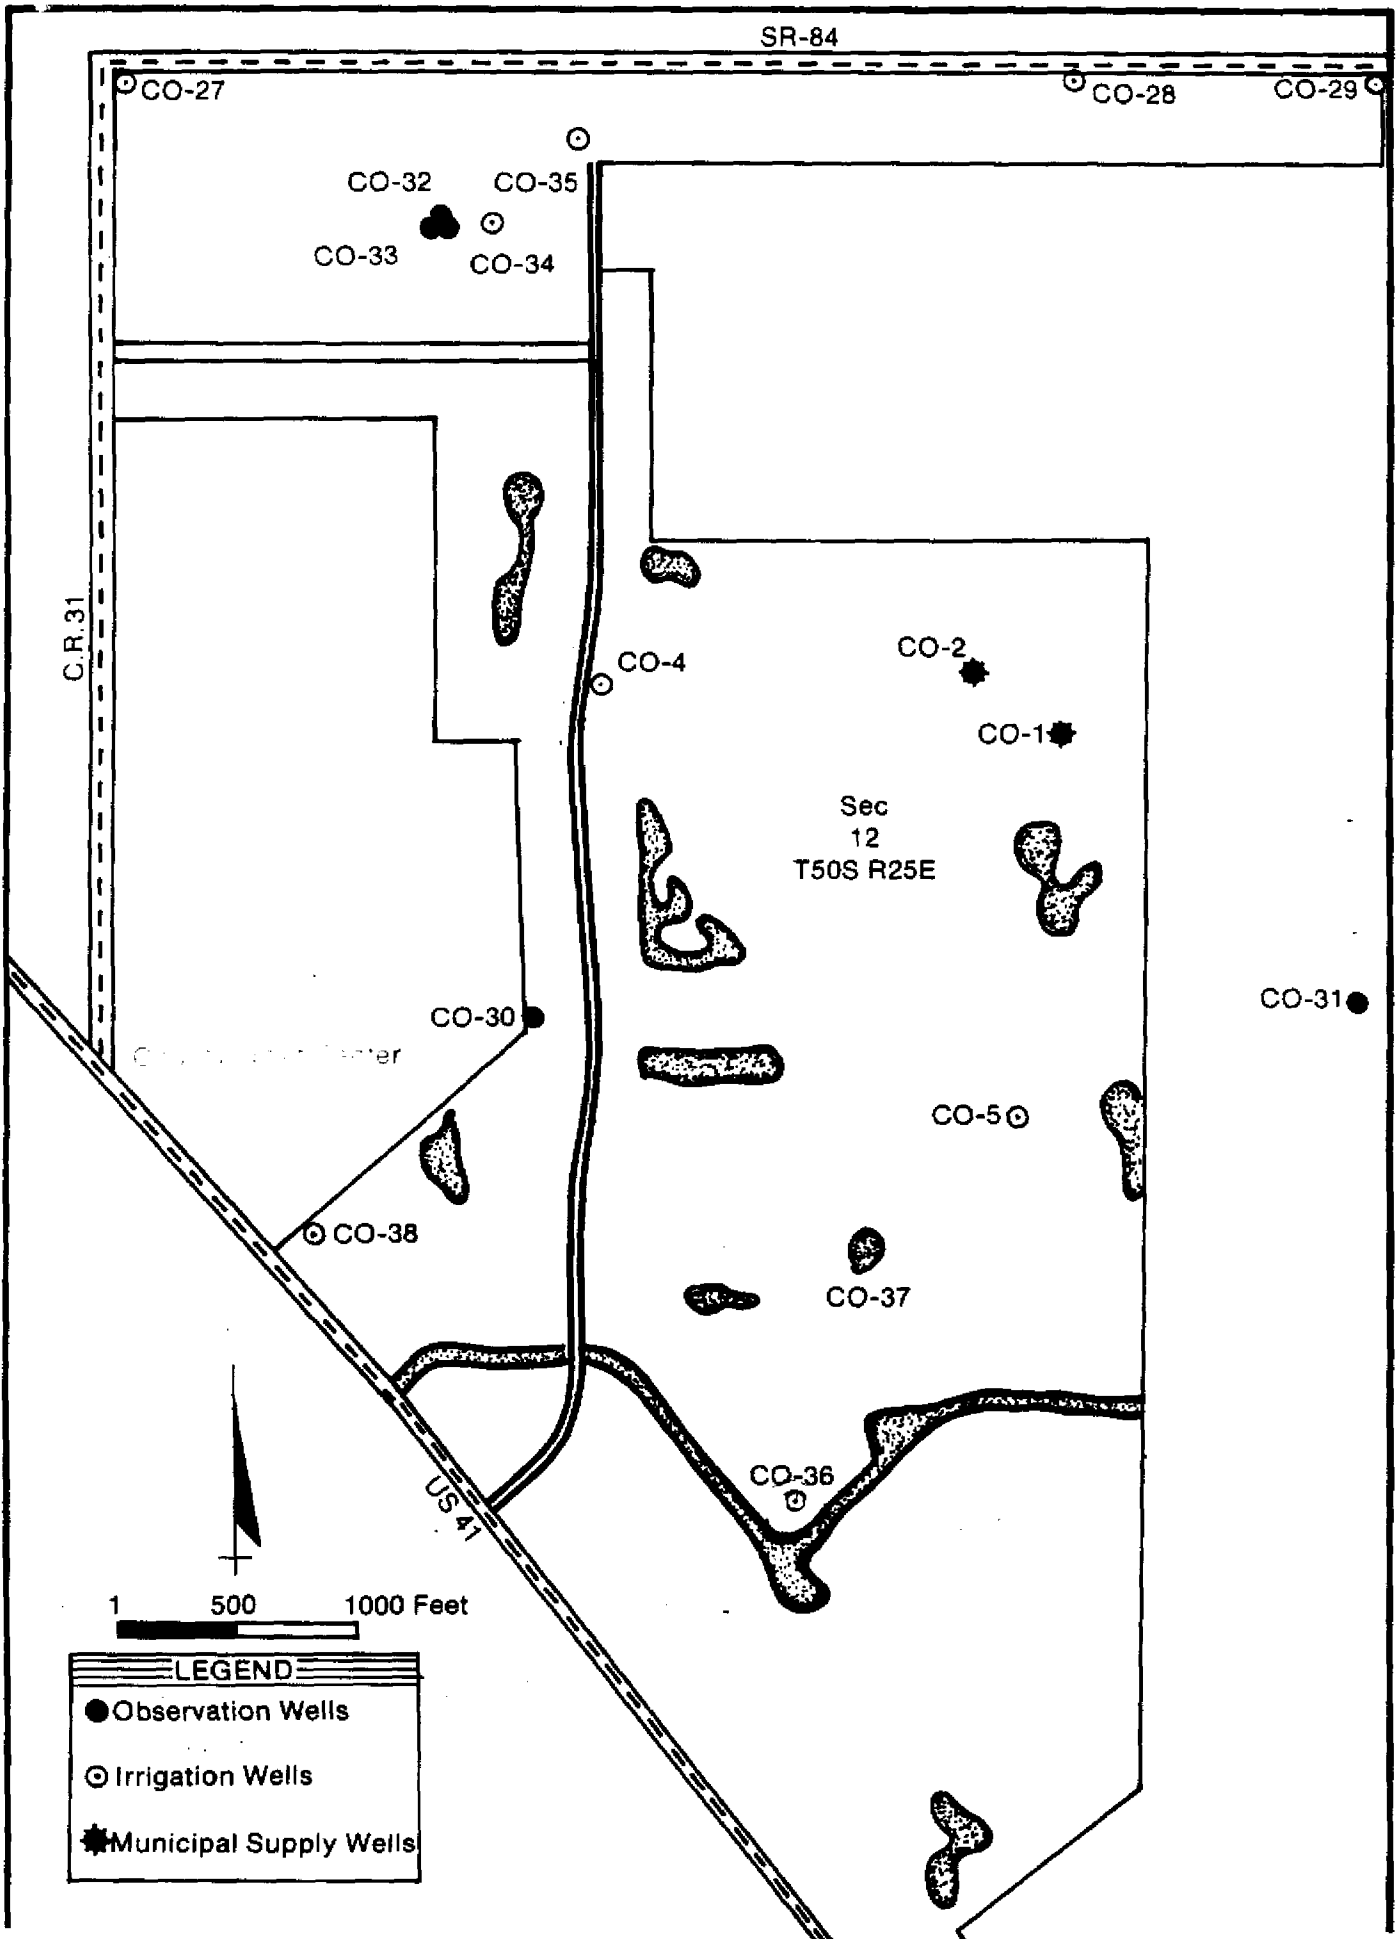 SR-84
CO-27
CO-28
CO-29
CO-32
CO-35
CO-33
CO-34
C.R.31
CO-4
CO-2
CO-1
Sec
12
T50S R25E
CO-30
CO-31
CO-5
CO-38
CO-37
CO-36
US 41
1 500 1000 Feet
LEGEND
Observation Wells
Irrigation Wells
Municipal Supply Wells